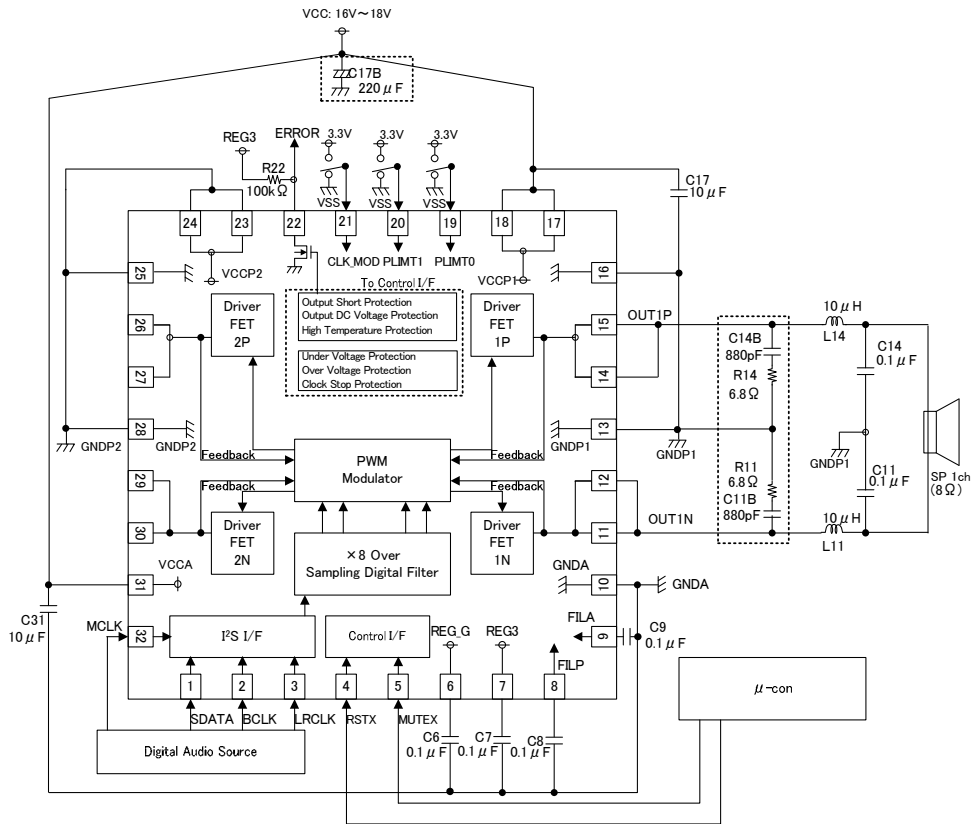 VCC: 16V～18V
C17B
220μF
REG3
ERROR
3.3V
3.3V
3.3V
R22
100kΩ
VSS
VSS
VSS
C17
10μF
24
23
22
21
20
19
18
17
CLK_MOD
PLIMT1
PLIMT0
VCCP2
VCCP1
To Control I/F
25
16
Output Short Protection
Output DC Voltage Protection
High Temperature Protection
Under Voltage Protection
Over Voltage Protection
Clock Stop Protection
Driver
FET
2P
Driver
FET
1P
26
27
15
14
OUT1P
10μH
L14
C14B
880pF
R14
6.8Ω
C14
0.1μF
28
GNDP2
GNDP2
GNDP1
13
GNDP1
GNDP1
Feedback
Feedback
PWM
Modulator
Feedback
Feedback
R11
6.8Ω
C11B
880pF
C11
0.1μF
SP 1ch
(8Ω)
29
30
12
11
OUT1N
10μH
L11
Driver
FET
2N
Driver
FET
1N
×8 Over
Sampling Digital Filter
VCCA
31
GNDA
10
GNDA
C31
10μF
MCLK
32
I²S I/F
Control I/F
REG_G
REG3
FILA
9
C9
0.1μF
FILP
1
2
3
4
5
6
7
8
SDATA
BCLK
LRCLK
RSTX
MUTEX
C6
0.1μF
C7
0.1μF
C8
0.1μF
Digital Audio Source
μ-con